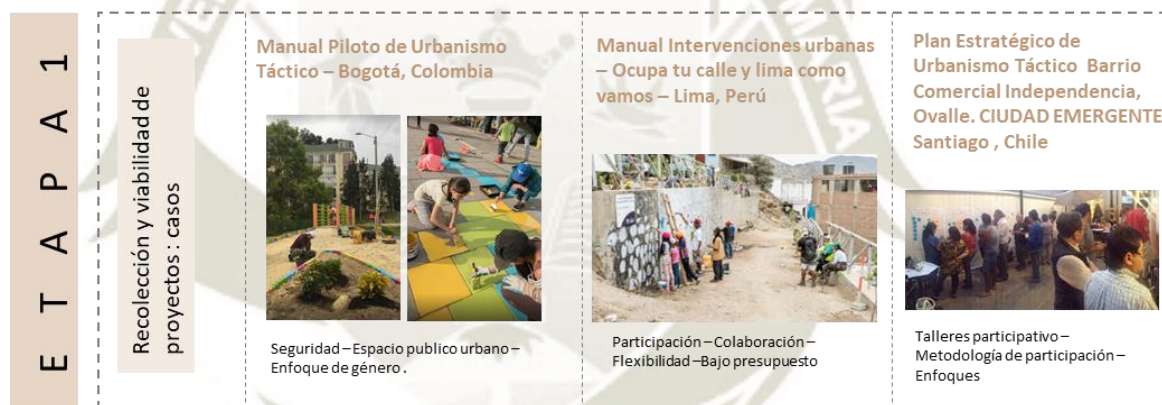 ETAPA 1
Recolección y viabilidad de
proyectos : casos
Manual Piloto de Urbanismo
Táctico – Bogotá, Colombia
Seguridad – Espacio publico urbano –
Enfoque de género .
Manual Intervenciones urbanas
– Ocupa tu calle y lima como
vamos – Lima, Perú
Participación – Colaboración –
Flexibilidad –Bajo presupuesto
Plan Estratégico de
Urbanismo Táctico Barrio
Comercial Independencia,
Ovalle. CIUDAD EMERGENTE
Santiago , Chile
Talleres participativo –
Metodología de participación –
Enfoques